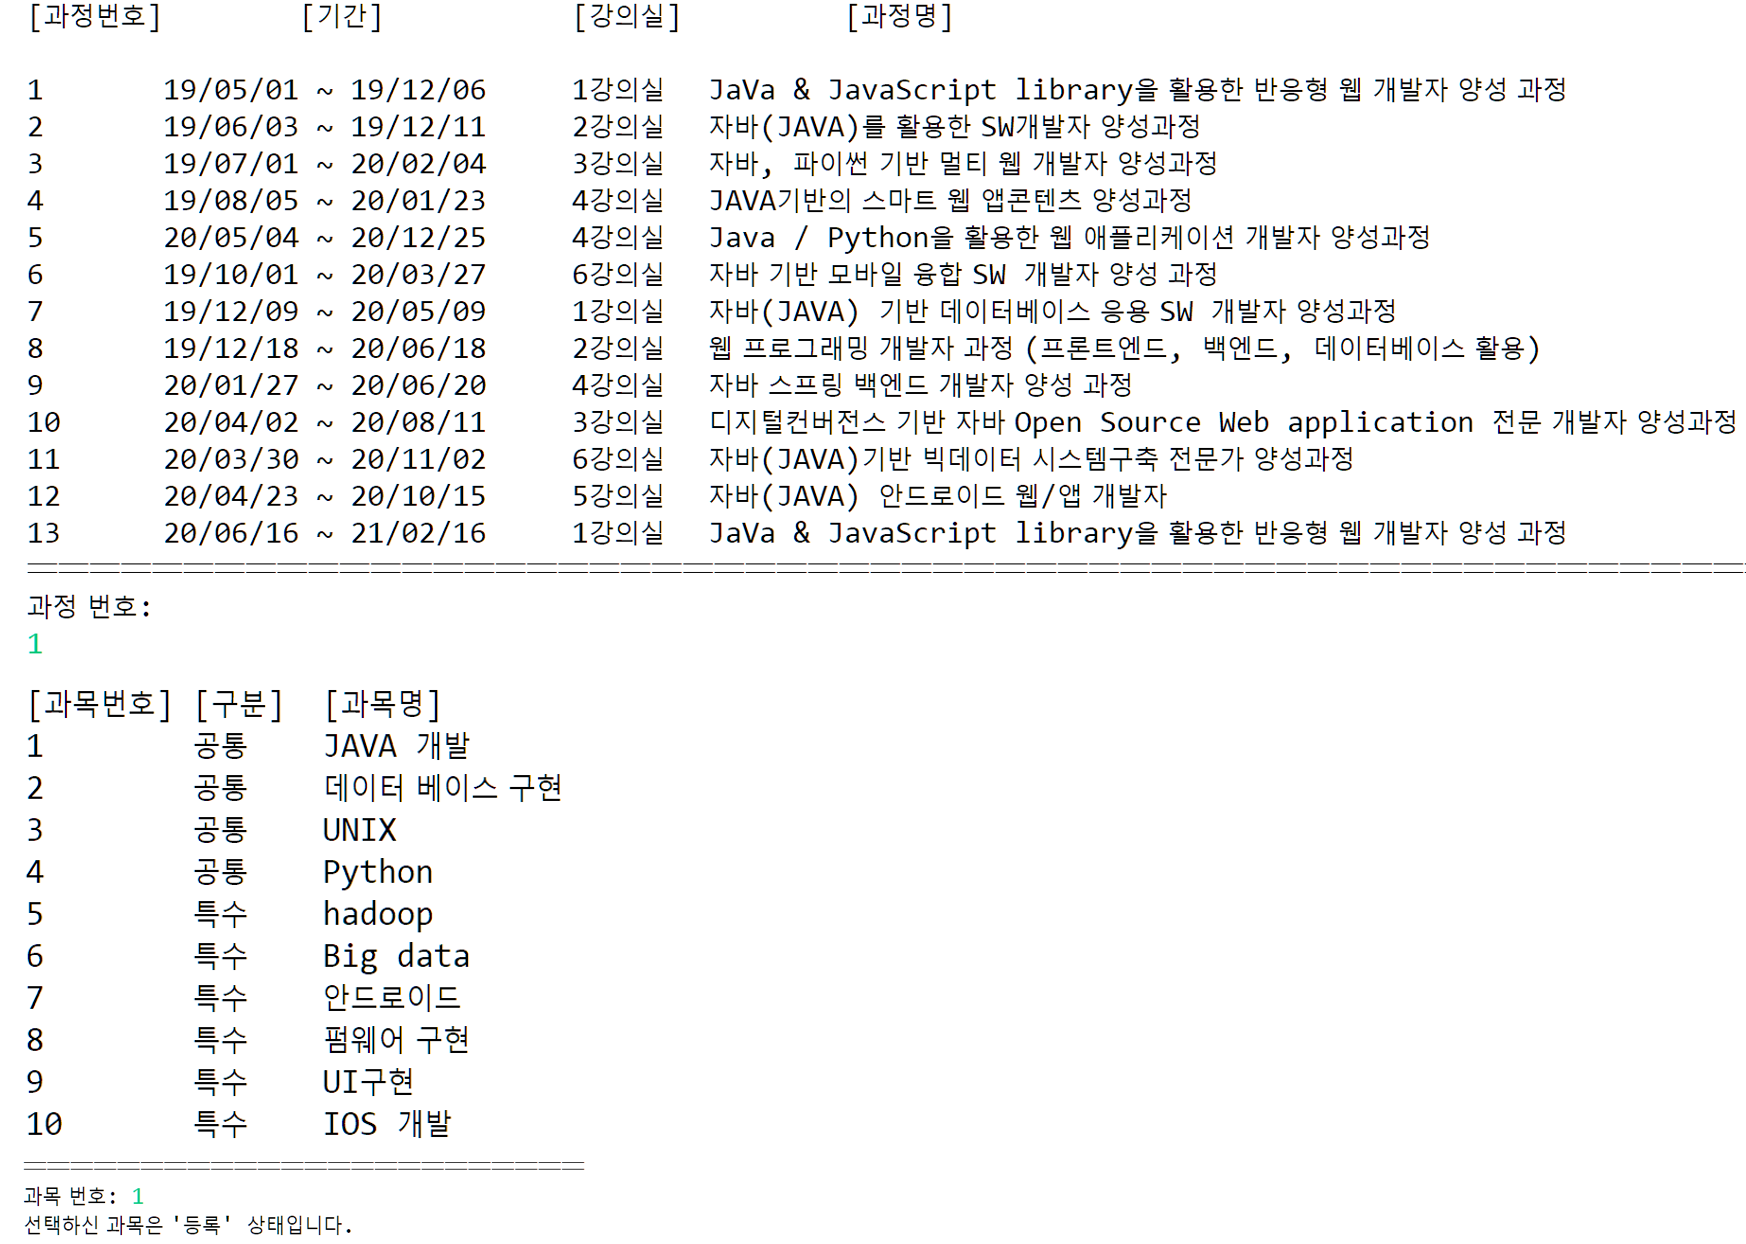 [과정번호] [기간] [강의실] [과정명]
1 19/05/01 ~ 19/12/06 1강의실 JaVa & JavaScript library을 활용한 반응형 웹 개발자 양성 과정
2 19/06/03 ~ 19/12/11 2강의실 자바(JAVA)를 활용한 SW개발자 양성과정
3 19/07/01 ~ 20/02/04 3강의실 자바, 파이썬 기반 멀티 웹 개발자 양성과정
4 19/08/05 ~ 20/01/23 4강의실 JAVA기반의 스마트 웹 앱콘텐츠 양성과정
5 20/05/04 ~ 20/12/25 4강의실 Java / Python을 활용한 웹 애플리케이션 개발자 양성과정
6 19/10/01 ~ 20/03/27 6강의실 자바 기반 모바일 융합 SW 개발자 양성 과정
7 19/12/09 ~ 20/05/09 1강의실 자바(JAVA) 기반 데이터베이스 응용 SW 개발자 양성과정
8 19/12/18 ~ 20/06/18 2강의실 웹 프로그래밍 개발자 과정 (프론트엔드, 백엔드, 데이터베이스 활용)
9 20/01/27 ~ 20/06/20 4강의실 자바 스프링 백엔드 개발자 양성 과정
10 20/04/02 ~ 20/08/11 3강의실 디지털컨버전스 기반 자바 Open Source Web application 전문 개발자 양성과정
11 20/03/30 ~ 20/11/02 6강의실 자바(JAVA)기반 빅데이터 시스템구축 전문가 양성과정
12 20/04/23 ~ 20/10/15 5강의실 자바(JAVA) 안드로이드 웹/앱 개발자
13 20/06/16 ~ 21/02/16 1강의실 JaVa & JavaScript library을 활용한 반응형 웹 개발자 양성 과정
과정 번호:
1
[과목번호] [구분] [과목명]
1 공통 JAVA 개발
2 공통 데이터 베이스 구현
3 공통 UNIX
4 공통 Python
5 특수 hadoop
6 특수 Big data
7 특수 안드로이드
8 특수 펌웨어 구현
9 특수 UI구현
10 특수 IOS 개발
과목 번호: 1
선택하신 과목은 '등록' 상태입니다.